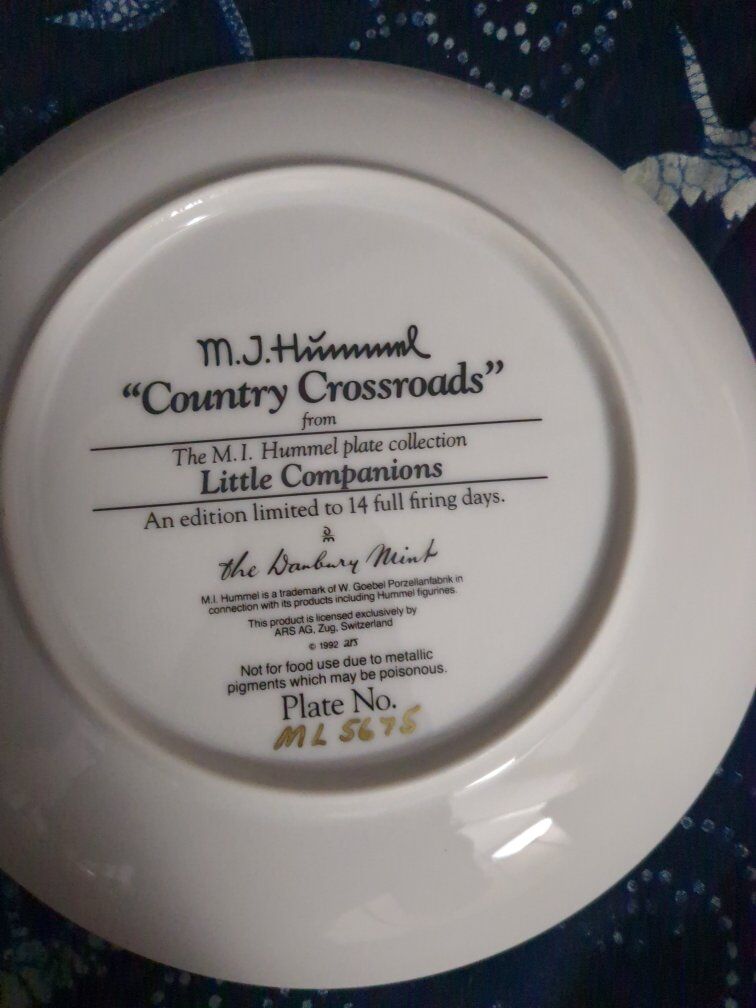 M.J.Hummel
“Country Crossroads”
from
The M.I. Hummel plate collection
Little Companions
An edition limited to 14 full firing days.
the Danbury Mint
M.I. Hummel is a trademark of W. Goebel Porzellanfabrik in
connection with its products including Hummel figurines.
This product is licensed exclusively by
ARS AG, Zug, Switzerland
© 1992 ars
Not for food use due to metallic
pigments which may be poisonous.
Plate No.
ML 5675